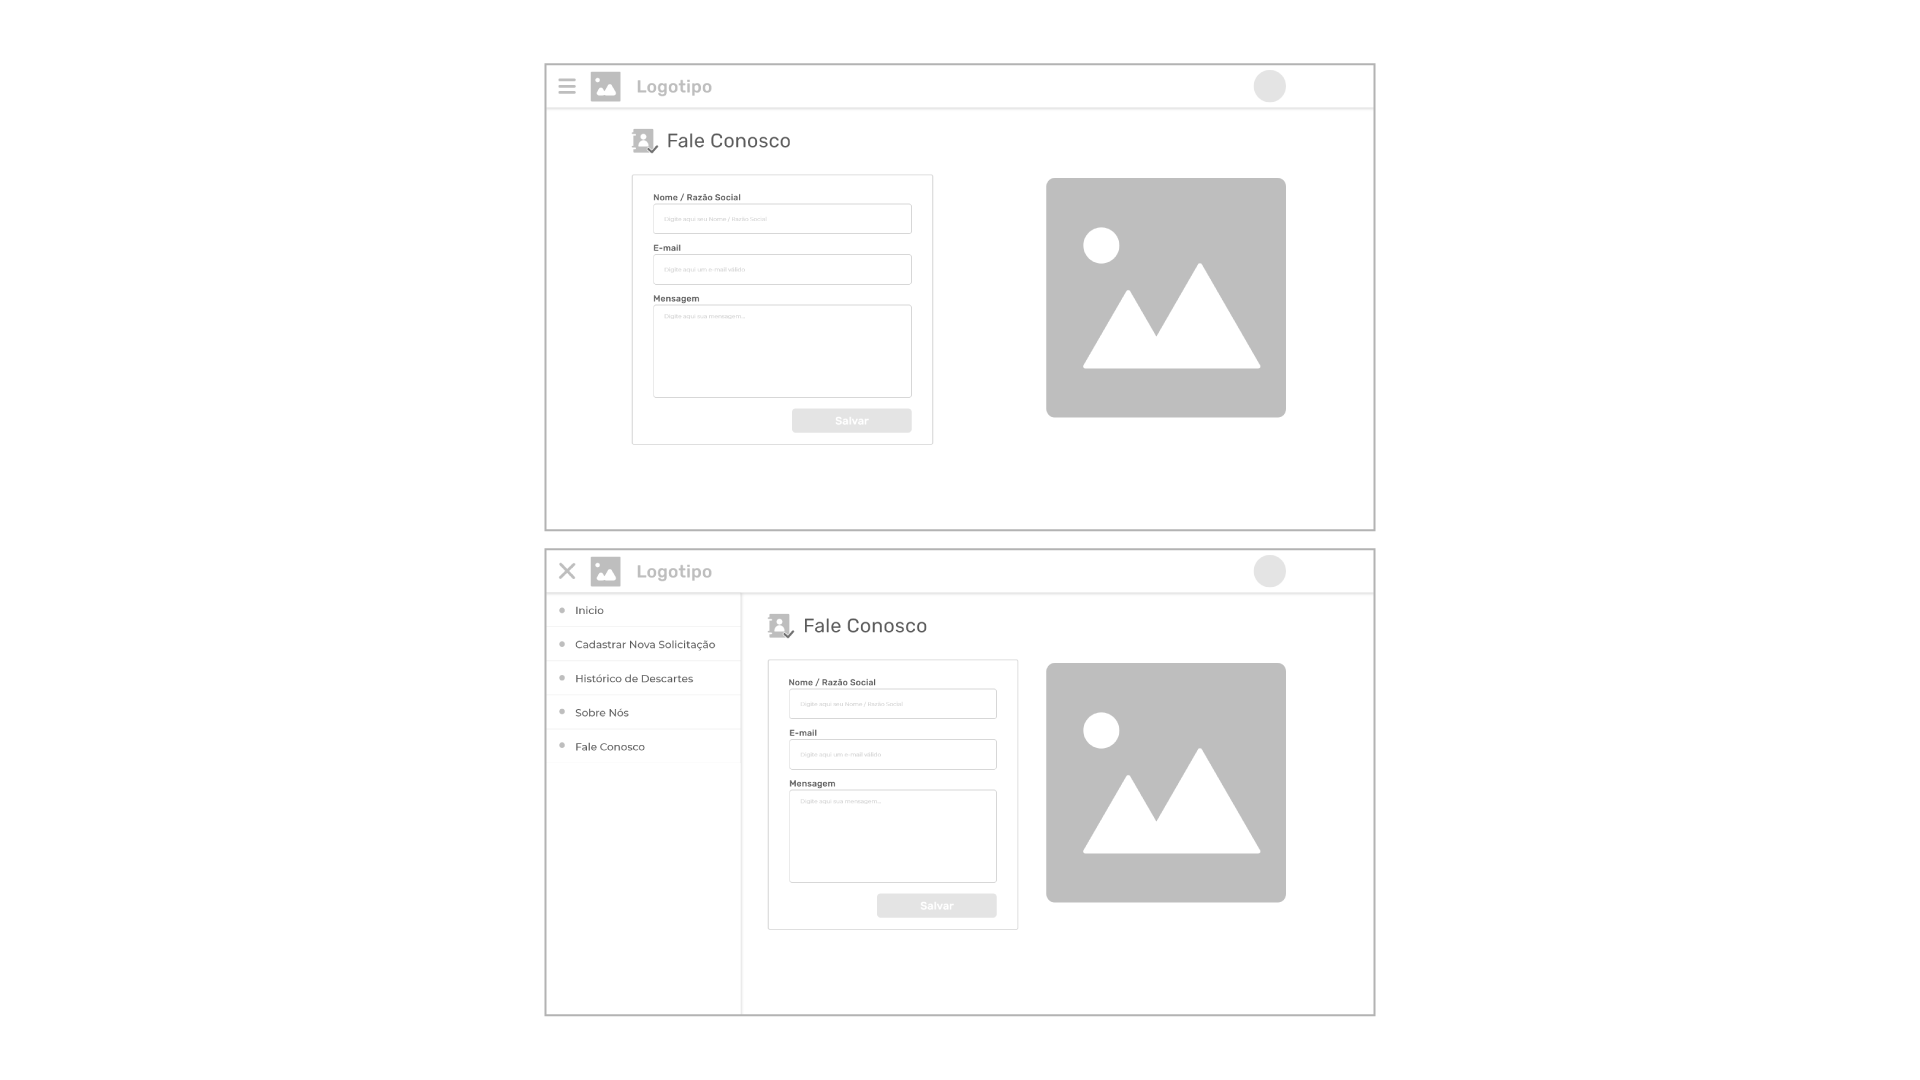 Logotipo
Fale Conosco
Nome / Razão Social
Digite aqui seu Nome / Razão Social
E-mail
Digite aqui um e-mail válido
Mensagem
Digite aqui sua mensagem...
Salvar
Logotipo
Inicio
Cadastrar Nova Solicitação
Histórico de Descartes
Sobre Nós
Fale Conosco
Fale Conosco
Nome / Razão Social
Digite aqui seu Nome / Razão Social
E-mail
Digite aqui um e-mail válido
Mensagem
Digite aqui sua mensagem...
Salvar